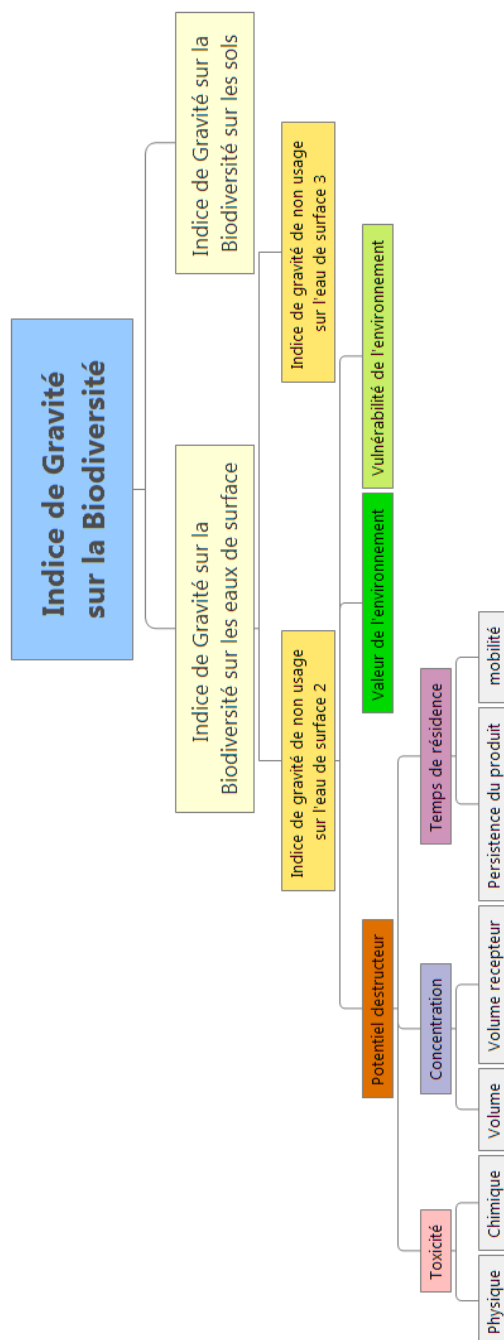 Indice de Gravité
sur la Biodiversité
Indice de Gravité sur la
Biodiversité sur les eaux de surface
Indice de Gravité sur la
Biodiversité sur les sols
Indice de gravité de non usage
sur l'eau de surface 2
Indice de gravité de non usage
sur l'eau de surface 3
Potentiel destructeur
Valeur de l'environement
Vulnérabilité de l'environnement
Toxicité
Concentration
Temps de résidence
Physique
Chimique
Volume
Volume recepteur
Persistence du produit
mobilité